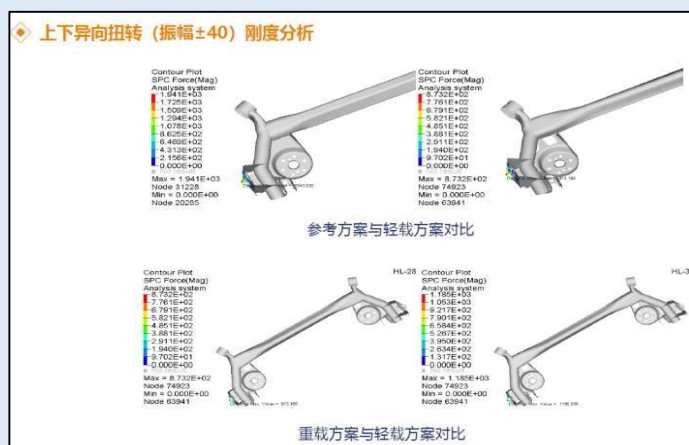 上下异向扭转（振幅±40）刚度分析
Contour Plot
SPC Force(Mag)
Analysis system
1.941E+03
1.725E+03
1.509E+03
1.294E+03
1.078E+03
8.625E+02
6.469E+02
4.313E+02
2.156E+02
0.000E+00
No result
Max = 1.941E+03
Node 31228
Min = 0.000E+00
Node 20285
Contour Plot
SPC Force(Mag)
Analysis system
8.732E+02
7.761E+02
6.791E+02
5.821E+02
4.851E+02
3.881E+02
2.911E+02
1.940E+02
9.702E+01
0.000E+00
No result
Max = 8.732E+02
Node 74923
Min = 0.000E+00
Node 63941
参考方案与轻载方案对比
Contour Plot
SPC Force(Mag)
Analysis system
8.732E+02
7.761E+02
6.791E+02
5.821E+02
4.851E+02
3.881E+02
2.911E+02
1.940E+02
9.702E+01
0.000E+00
No result
Max = 8.732E+02
Node 74923
Min = 0.000E+00
Node 63941
HL-28
Contour Plot
SPC Force(Mag)
Analysis system
1.185E+03
1.053E+03
9.217E+02
7.901E+02
6.584E+02
5.267E+02
3.950E+02
2.634E+02
1.317E+02
0.000E+00
No result
Max = 1.185E+03
Node 74923
Min = 0.000E+00
Node 63941
HL-3
重载方案与轻载方案对比